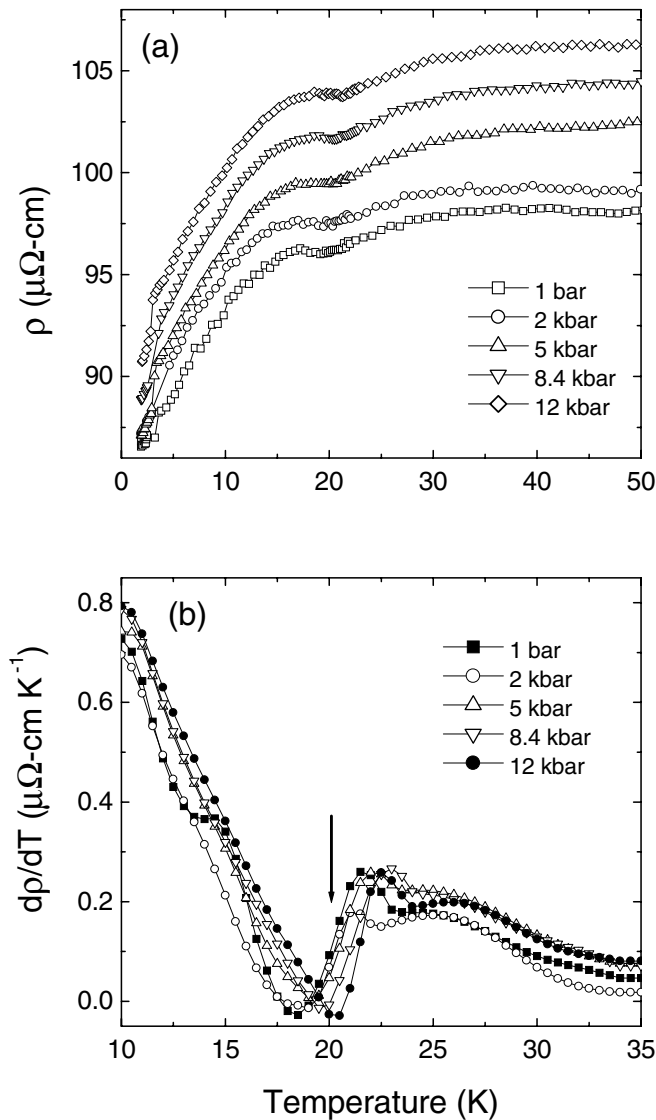 (a)
105
100
95
90
ρ (μΩ-cm)
1 bar
2 kbar
5 kbar
8.4 kbar
12 kbar
0 10 20 30 40 50
(b)
0.8
0.6
0.4
0.2
0.0
dρ/dT (μΩ-cm K⁻¹)
1 bar
2 kbar
5 kbar
8.4 kbar
12 kbar
10 15 20 25 30 35
Temperature (K)